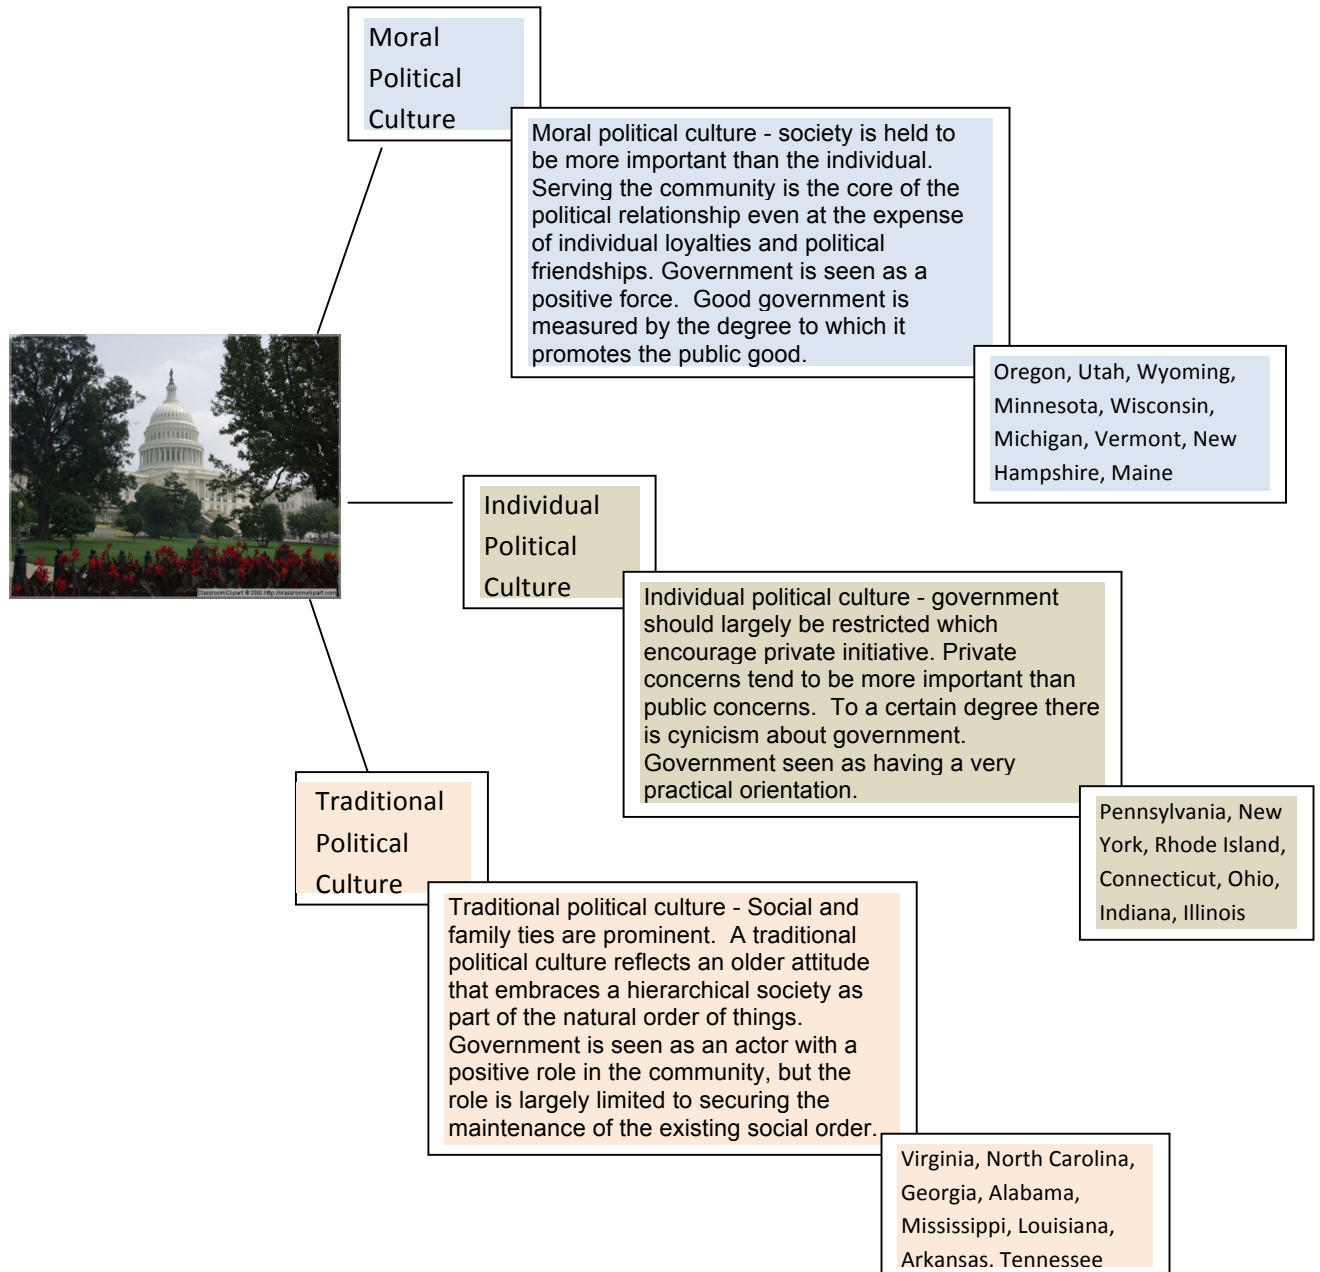 Moral
Political
Culture
Moral political culture - society is held to
be more important than the individual.
Serving the community is the core of the
political relationship even at the expense
of individual loyalties and political
friendships. Government is seen as a
positive force.  Good government is
measured by the degree to which it
promotes the public good.
Oregon, Utah, Wyoming,
Minnesota, Wisconsin,
Michigan, Vermont, New
Hampshire, Maine
ClassroomClipart © 2002 http://classroomclipart.com
Individual
Political
Culture
Individual political culture - government
should largely be restricted which
encourage private initiative. Private
concerns tend to be more important than
public concerns.  To a certain degree there
is cynicism about government.
Government seen as having a very
practical orientation.
Pennsylvania, New
York, Rhode Island,
Connecticut, Ohio,
Indiana, Illinois
Traditional
Political
Culture
Traditional political culture - Social and
family ties are prominent.  A traditional
political culture reflects an older attitude
that embraces a hierarchical society as
part of the natural order of things.
Government is seen as an actor with a
positive role in the community, but the
role is largely limited to securing the
maintenance of the existing social order.
Virginia, North Carolina,
Georgia, Alabama,
Mississippi, Louisiana,
Arkansas, Tennessee